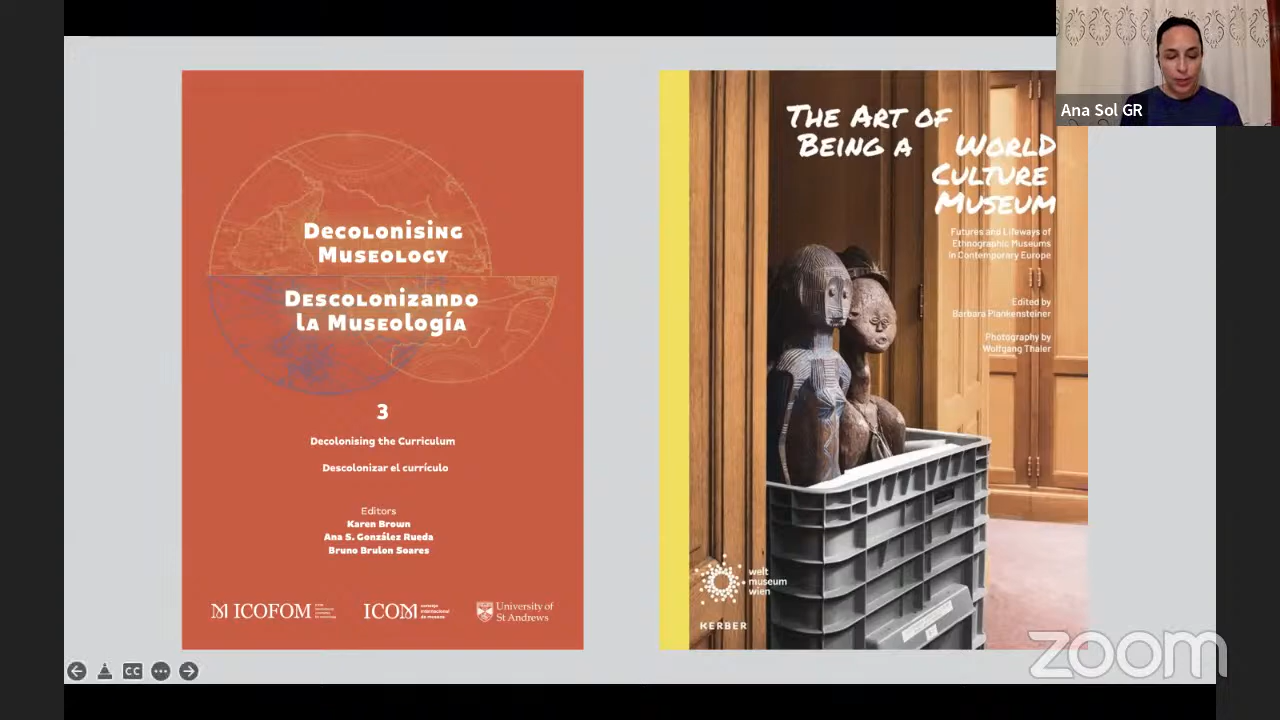 Decolonising
Museology
Descolonizando
la Museología
3
Decolonising the Curriculum
Descolonizar el currículo
Editors
Karen Brown
Ana S. González Rueda
Bruno Brulon Soares
ICOFOM
ICOM
University of
St Andrews
The Art of
Being a World
Culture
Museum
Futures and Lifeways of
Ethnographic Museums
in Contemporary Europe
Edited by
Barbara Plankensteiner
Photography by
Wolfgang Thaler
welt
museum
wien
KERBER
Ana Sol GR
CC
zoom